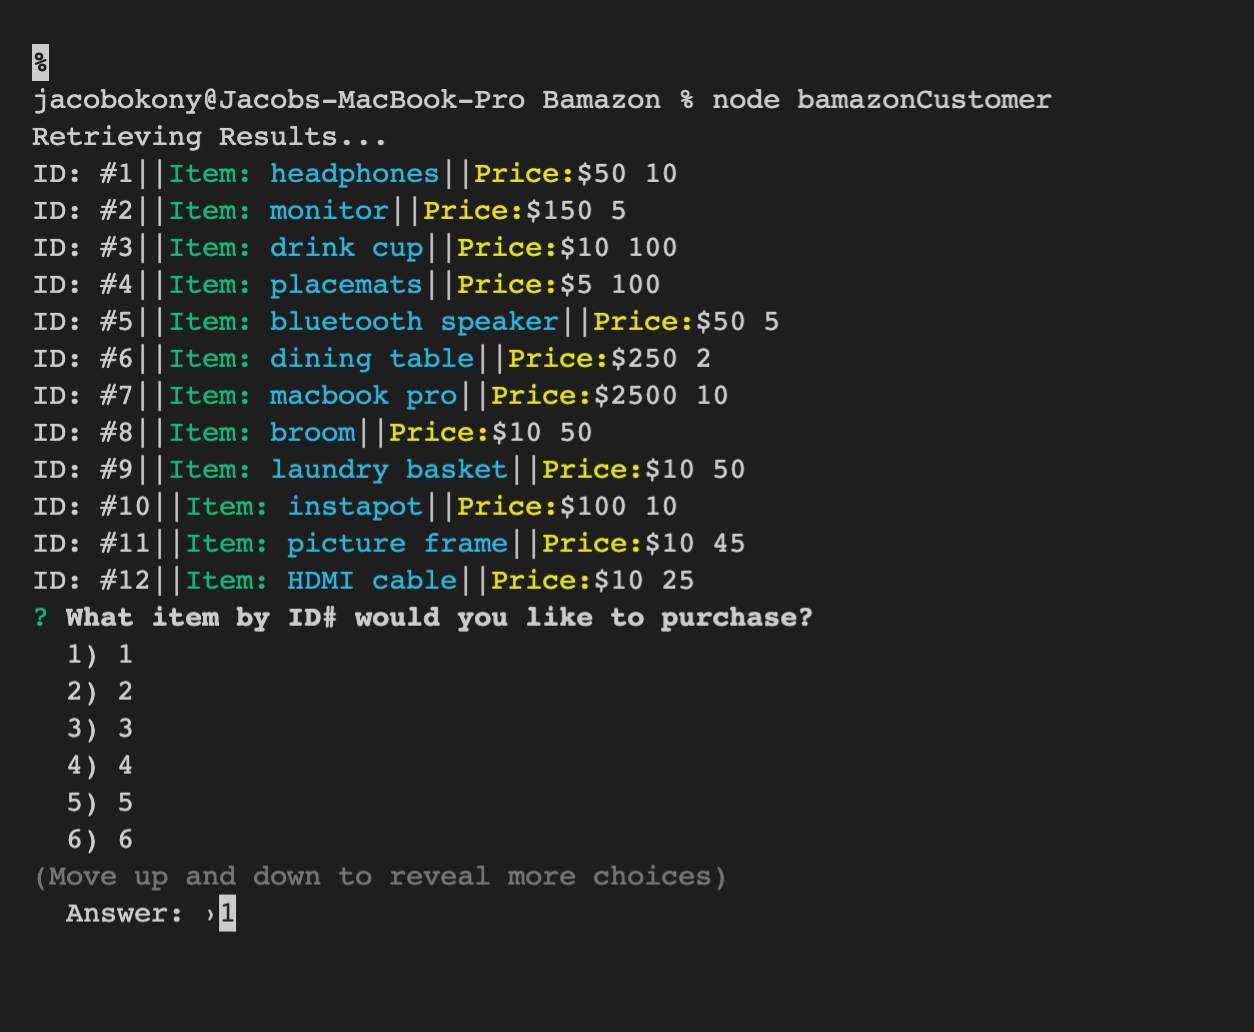 %
jacobokony@Jacobs-MacBook-Pro Bamazon % node bamazonCustomer
Retrieving Results...
ID: #1||Item: headphones||Price:$50 10
ID: #2||Item: monitor||Price:$150 5
ID: #3||Item: drink cup||Price:$10 100
ID: #4||Item: placemats||Price:$5 100
ID: #5||Item: bluetooth speaker||Price:$50 5
ID: #6||Item: dining table||Price:$250 2
ID: #7||Item: macbook pro||Price:$2500 10
ID: #8||Item: broom||Price:$10 50
ID: #9||Item: laundry basket||Price:$10 50
ID: #10||Item: instapot||Price:$100 10
ID: #11||Item: picture frame||Price:$10 45
ID: #12||Item: HDMI cable||Price:$10 25
? What item by ID# would you like to purchase?
1) 1
2) 2
3) 3
4) 4
5) 5
6) 6
(Move up and down to reveal more choices)
Answer: ›1